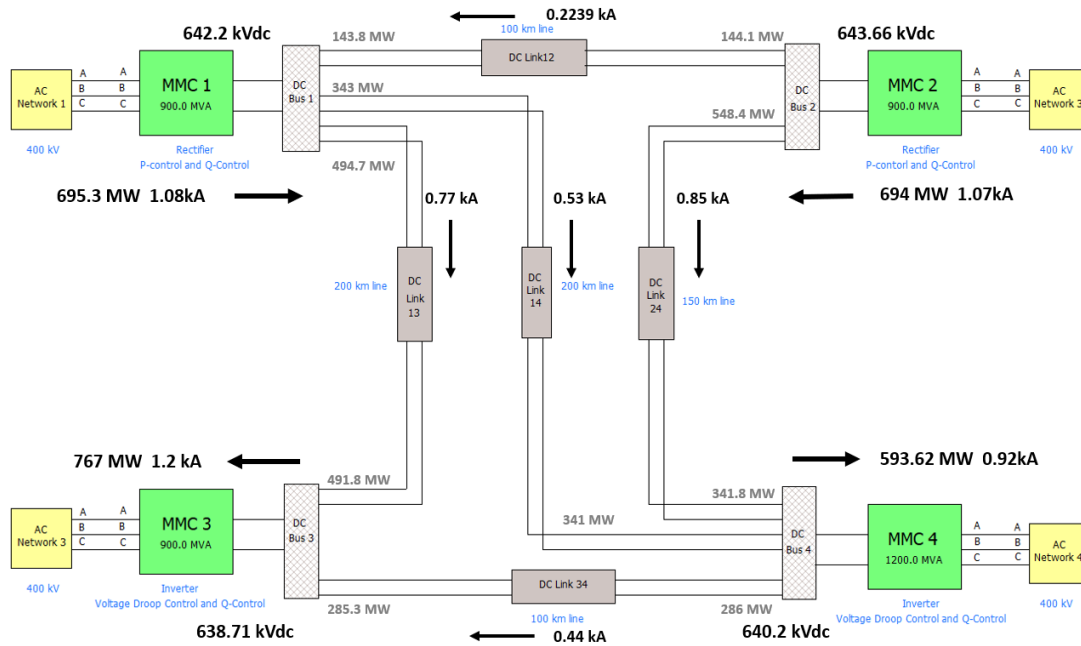 0.2239 kA
642.2 kVdc
143.8 MW
100 km line
144.1 MW
643.66 kVdc
DC Link12
AC
Network 1
A A
B B
C C
MMC 1
900.0 MVA
DC
Bus 1
343 MW
548.4 MW
DC
Bus 2
MMC 2
900.0 MVA
A A
B B
C C
AC
Network 3
400 kV
Rectifier
P-control and Q-Control
494.7 MW
Rectifier
P-contorl and Q-Control
400 kV
695.3 MW 1.08kA
0.77 kA
0.53 kA
0.85 kA
694 MW 1.07kA
200 km line
DC
Link
13
DC
Link
14
200 km line
DC
Link
24
150 km line
767 MW 1.2 kA
593.62 MW 0.92kA
491.8 MW
341.8 MW
AC
Network 3
A A
B B
C C
MMC 3
900.0 MVA
DC
Bus 3
341 MW
DC
Bus 4
MMC 4
1200.0 MVA
A A
B B
C C
AC
Network 4
400 kV
Inverter
Voltage Droop Control and Q-Control
DC Link 34
Inverter
Voltage Droop Control and Q-Control
400 kV
285.3 MW
100 km line
286 MW
638.71 kVdc
0.44 kA
640.2 kVdc